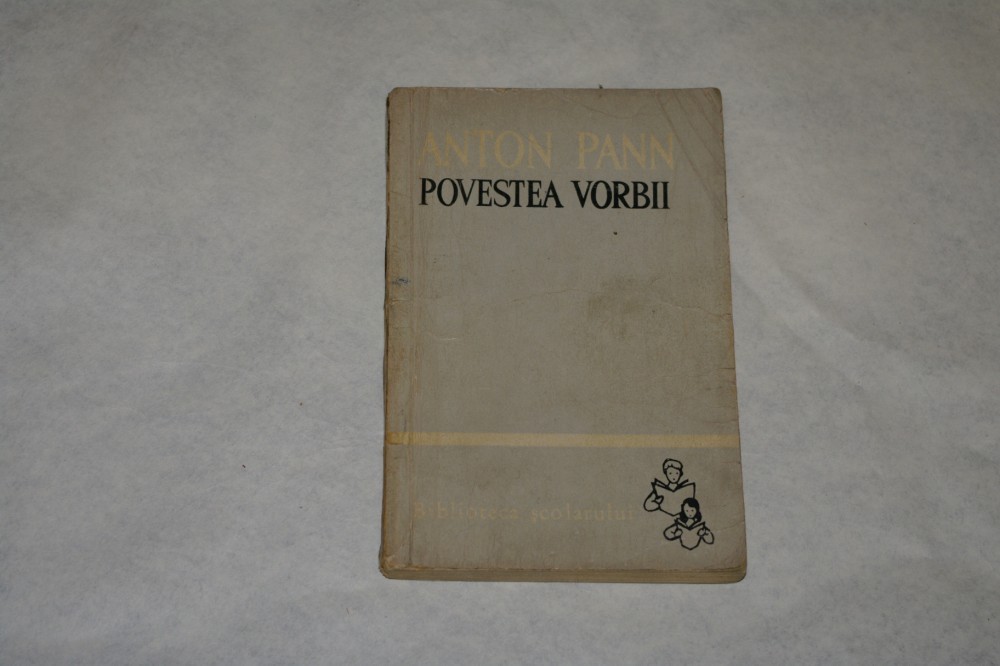 ANTON PANN
POVESTEA VORBII
Biblioteca școlarului